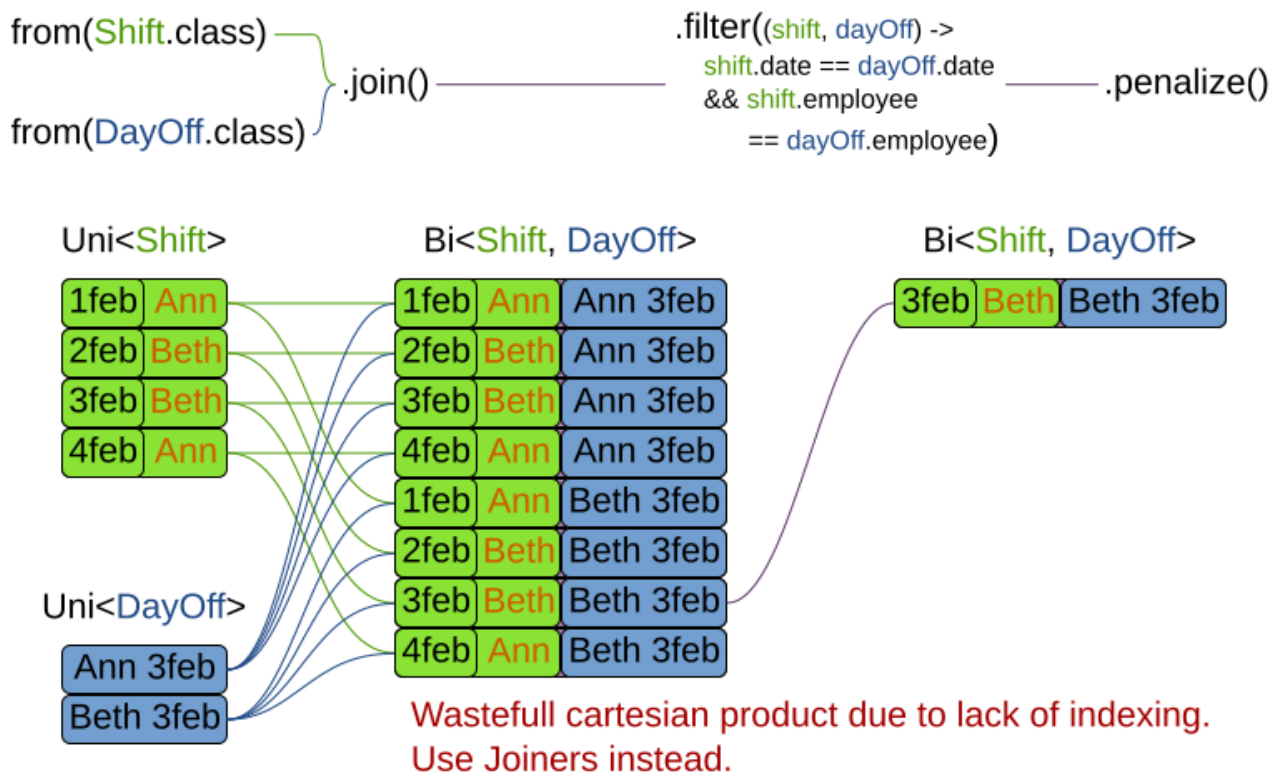 from(Shift.class)
from(DayOff.class)
.join()
.filter((shift, dayOff) ->
shift.date == dayOff.date
&& shift.employee
== dayOff.employee)
.penalize()
Uni<Shift>
1feb Ann
2feb Beth
3feb Beth
4feb Ann
Uni<DayOff>
Ann 3feb
Beth 3feb
Bi<Shift, DayOff>
1feb Ann Ann 3feb
2feb Beth Ann 3feb
3feb Beth Ann 3feb
4feb Ann Ann 3feb
1feb Ann Beth 3feb
2feb Beth Beth 3feb
3feb Beth Beth 3feb
4feb Ann Beth 3feb
Bi<Shift, DayOff>
3feb Beth Beth 3feb
Wastefull cartesian product due to lack of indexing.
Use Joiners instead.